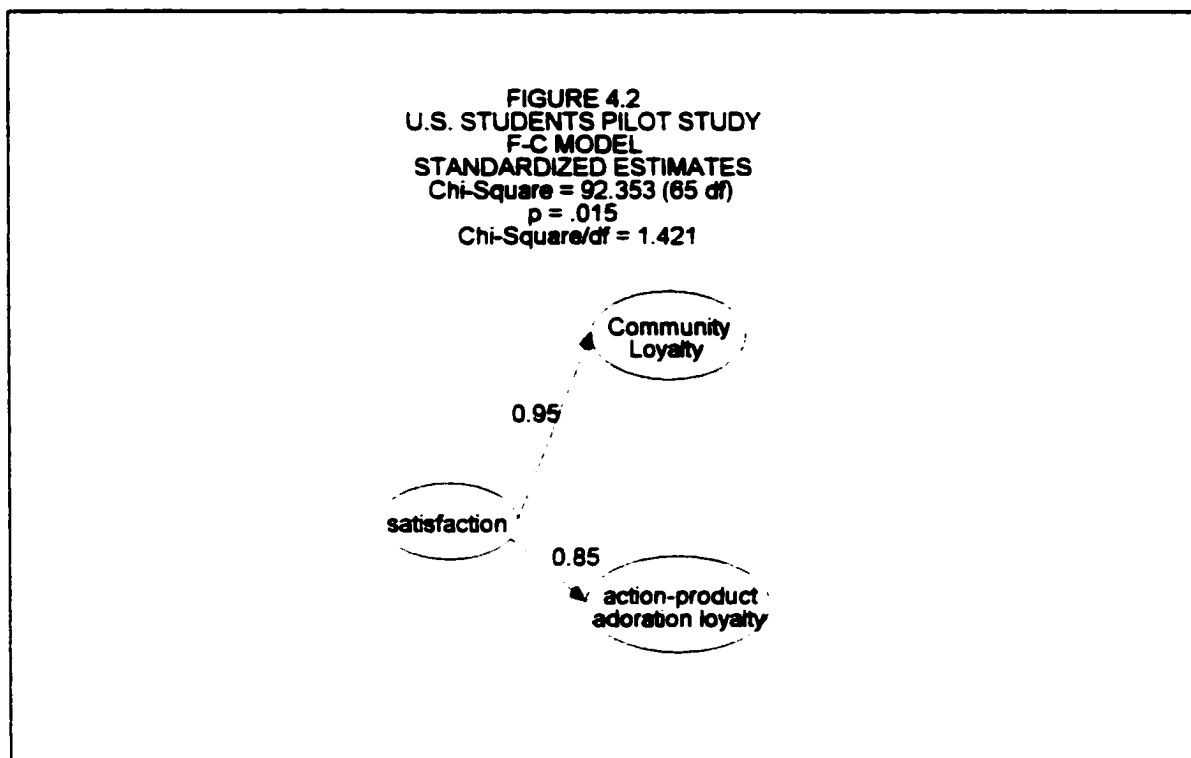 FIGURE 4.2
U.S. STUDENTS PILOT STUDY
F-C MODEL
STANDARDIZED ESTIMATES
Chi-Square = 92.353 (65 df)
p = .015
Chi-Square/df = 1.421
Community
Loyalty
0.95
satisfaction
0.85
action-product
adoration loyalty